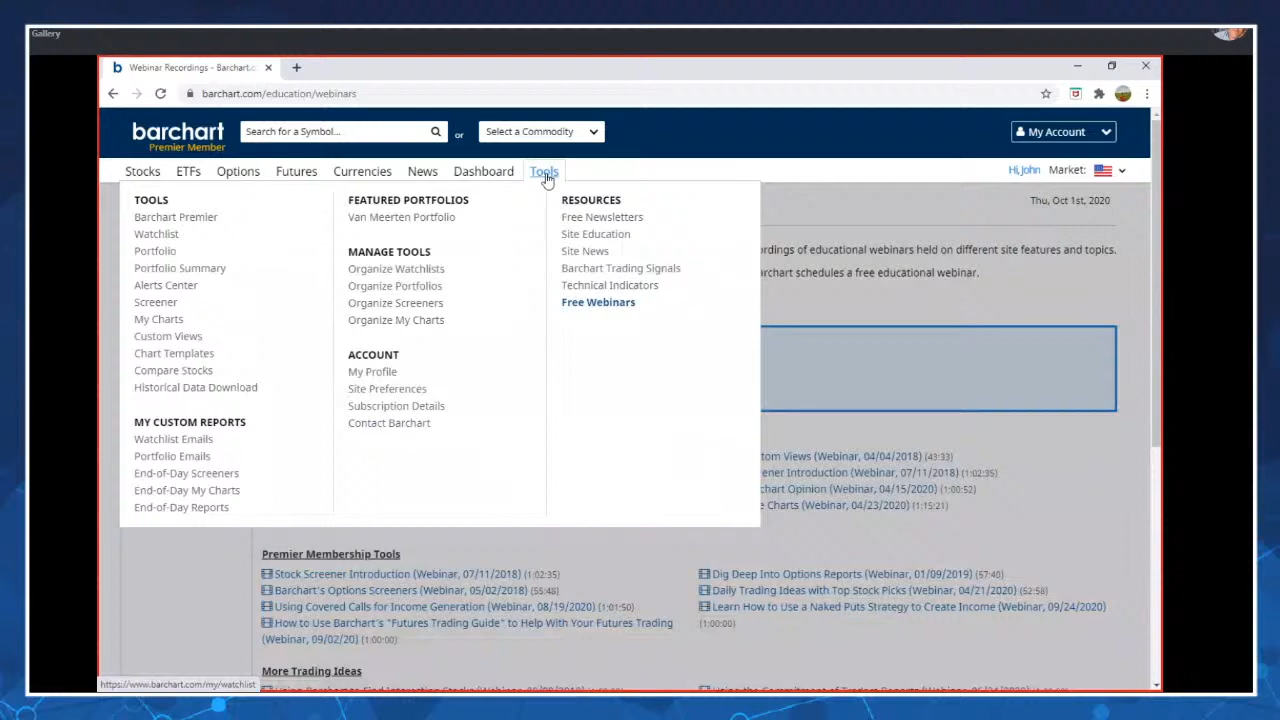 Gallery
Webinar Recordings - Barchart.c
barchart.com/education/webinars
barchart
Premier Member
Search for a Symbol...
or
Select a Commodity
My Account
Stocks ETFs Options Futures Currencies News Dashboard Tools
Hi, John Market:
Thu, Oct 1st, 2020
TOOLS
Barchart Premier
Watchlist
Portfolio
Portfolio Summary
Alerts Center
Screener
My Charts
Custom Views
Chart Templates
Compare Stocks
Historical Data Download
MY CUSTOM REPORTS
Watchlist Emails
Portfolio Emails
End-of-Day Screeners
End-of-Day My Charts
End-of-Day Reports
FEATURED PORTFOLIOS
Van Meerten Portfolio
MANAGE TOOLS
Organize Watchlists
Organize Portfolios
Organize Screeners
Organize My Charts
ACCOUNT
My Profile
Site Preferences
Subscription Details
Contact Barchart
RESOURCES
Free Newsletters
Site Education
Site News
Barchart Trading Signals
Technical Indicators
Free Webinars
cordings of educational webinars held on different site features and topics.
archart schedules a free educational webinar.
tom Views (Webinar, 04/04/2018) (43:33)
ener Introduction (Webinar, 07/11/2018) (1:02:35)
chart Opinion (Webinar, 04/15/2020) (1:00:52)
e Charts (Webinar, 04/23/2020) (1:15:21)
Premier Membership Tools
Stock Screener Introduction (Webinar, 07/11/2018) (1:02:35)
Barchart's Options Screeners (Webinar, 05/02/2018) (55:48)
Using Covered Calls for Income Generation (Webinar, 08/19/2020) (1:01:50)
How to Use Barchart's "Futures Trading Guide" to Help With Your Futures Trading
(Webinar, 09/02/20) (1:00:00)
Dig Deep Into Options Reports (Webinar, 01/09/2019) (57:40)
Daily Trading Ideas with Top Stock Picks (Webinar, 04/21/2020) (52:58)
Learn How to Use a Naked Puts Strategy to Create Income (Webinar, 09/24/2020)
(1:00:00)
More Trading Ideas
https://www.barchart.com/my/watchlist